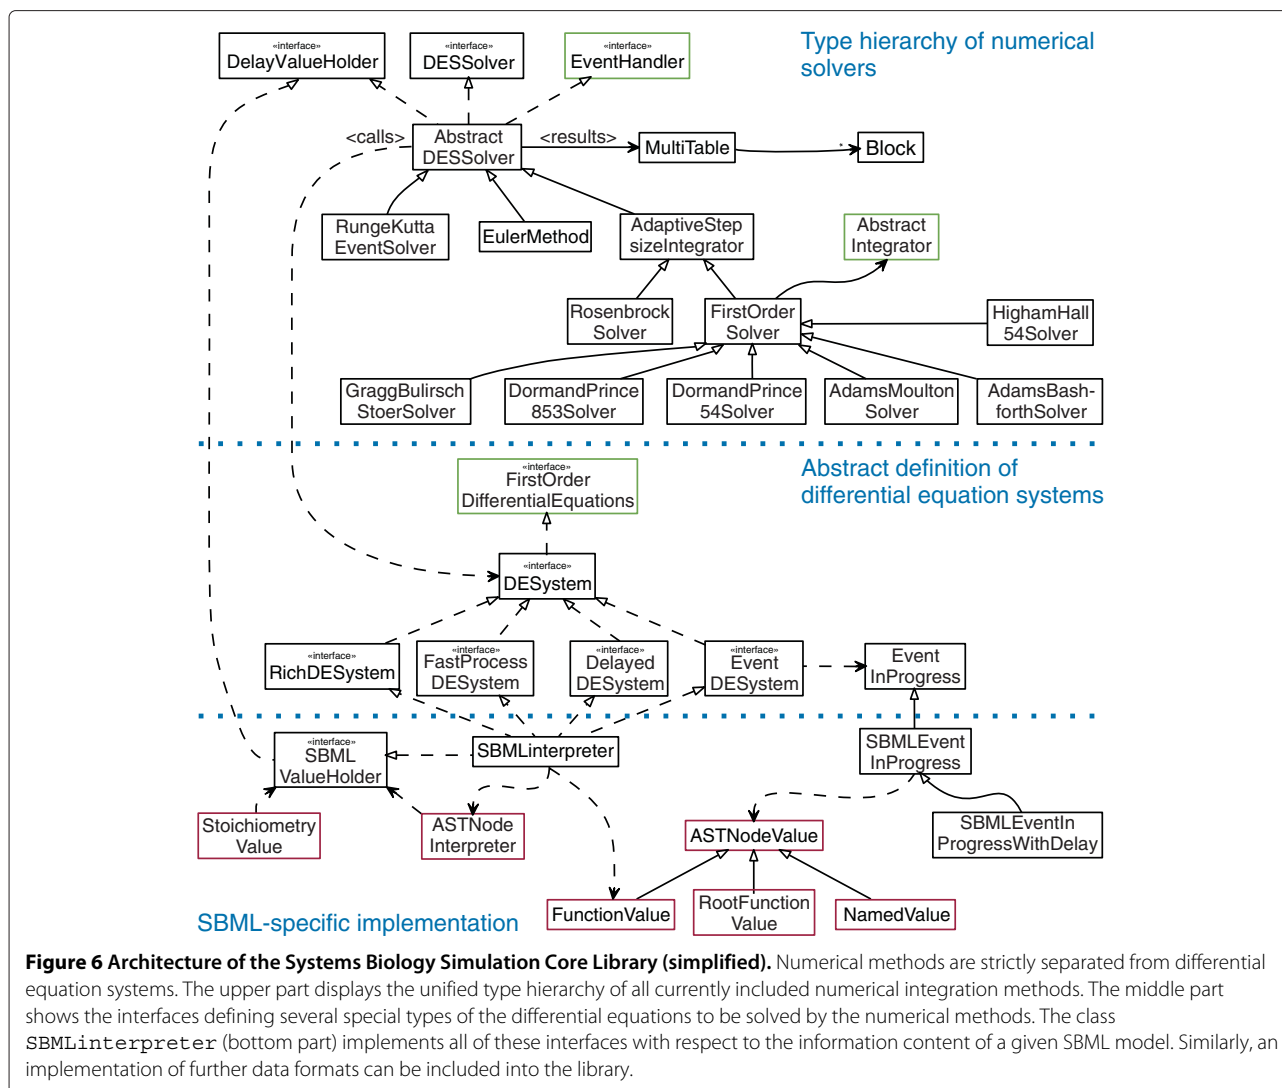 «interface»
DelayValueHolder
«interface»
DESSolver
«interface»
EventHandler
Type hierarchy of numerical
solvers
<calls>
Abstract
DESSolver
<results>
MultiTable
*
Block
RungeKutta
EventSolver
EulerMethod
AdaptiveStep
sizeIntegrator
Abstract
Integrator
Rosenbrock
Solver
FirstOrder
Solver
HighamHall
54Solver
GraggBulirsch
StoerSolver
DormandPrince
853Solver
DormandPrince
54Solver
AdamsMoulton
Solver
AdamsBash-
forthSolver
Abstract definition of
differential equation systems
«interface»
FirstOrder
DifferentialEquations
«interface»
DESystem
«interface»
RichDESystem
«interface»
FastProcess
DESystem
«interface»
Delayed
DESystem
«interface»
Event
DESystem
Event
InProgress
«interface»
SBML
ValueHolder
SBMLinterpreter
SBMLEvent
InProgress
Stoichiometry
Value
ASTNode
Interpreter
ASTNodeValue
SBMLEventIn
ProgressWithDelay
FunctionValue
RootFunction
Value
NamedValue
SBML-specific implementation
Figure 6 Architecture of the Systems Biology Simulation Core Library (simplified). Numerical methods are strictly separated from differential
equation systems. The upper part displays the unified type hierarchy of all currently included numerical integration methods. The middle part
shows the interfaces defining several special types of the differential equations to be solved by the numerical methods. The class
SBMLinterpreter (bottom part) implements all of these interfaces with respect to the information content of a given SBML model. Similarly, an
implementation of further data formats can be included into the library.